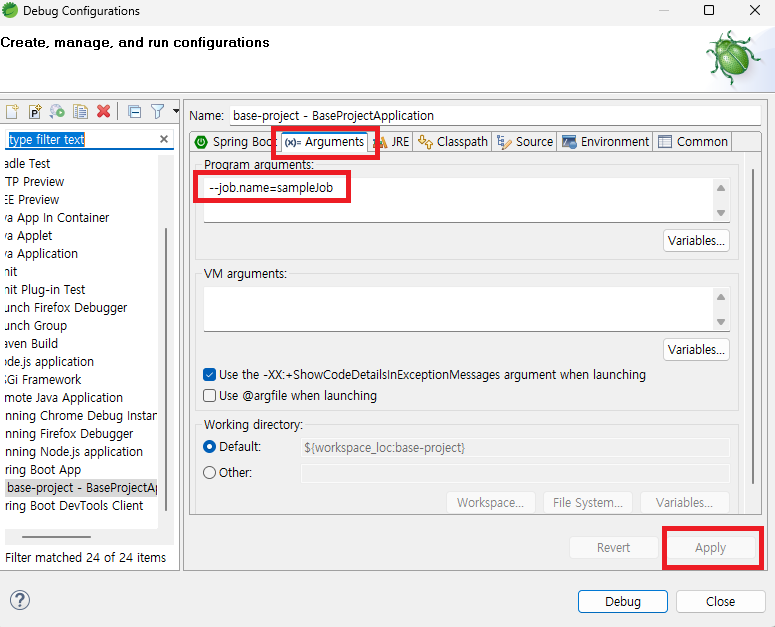 Debug Configurations
Create, manage, and run configurations
type filter text
adle Test
TP Preview
EE Preview
va App In Container
va Applet
va Application
nit
nit Plug-in Test
unch Firefox Debugger
unch Group
aven Build
ode.js application
Gi Framework
mote Java Application
nning Chrome Debug Instan
nning Firefox Debugger
nning Node.js application
ring Boot App
base-project - BaseProjectAp
ring Boot DevTools Client
Filter matched 24 of 24 items
Name: base-project - BaseProjectApplication
Spring Boot (x)= Arguments JRE Classpath Source Environment Common
Program arguments:
--job.name=sampleJob
Variables...
VM arguments:
Variables...
Use the -XX:+ShowCodeDetailsInExceptionMessages argument when launching
Use @argfile when launching
Working directory:
Default: ${workspace_loc:base-project}
Other:
Workspace... File System... Variables...
Revert Apply
? Debug Close